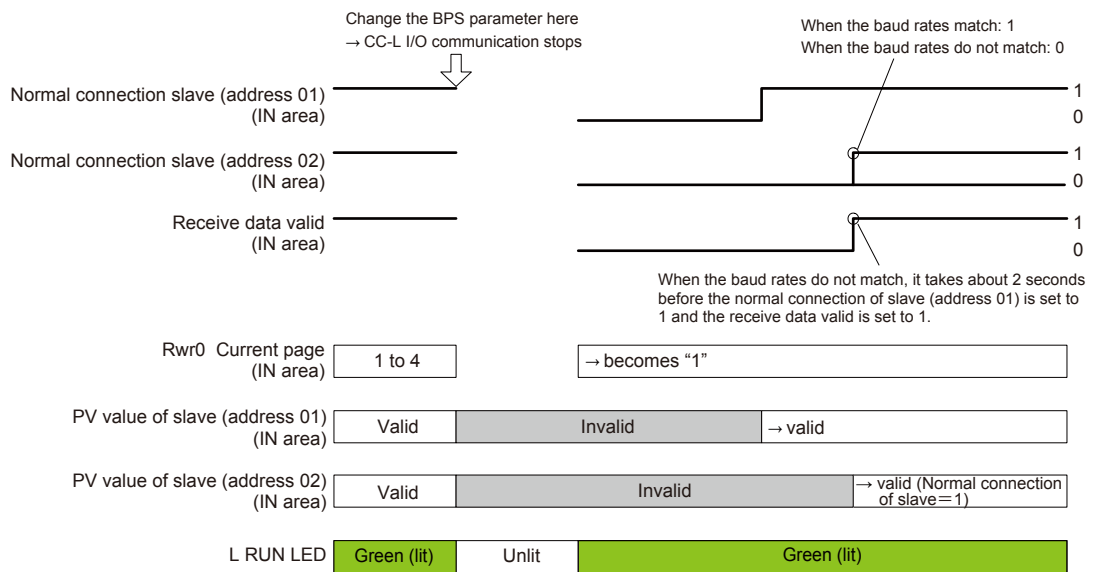 Change the BPS parameter here
→ CC-L I/O communication stops
When the baud rates match: 1
When the baud rates do not match: 0
Normal connection slave (address 01)
(IN area)
1
0
Normal connection slave (address 02)
(IN area)
1
0
Receive data valid
(IN area)
1
0
When the baud rates do not match, it takes about 2 seconds
before the normal connection of slave (address 01) is set to
1 and the receive data valid is set to 1.
Rwr0 Current page
(IN area)
1 to 4
→ becomes “1”
PV value of slave (address 01)
(IN area)
Valid
Invalid
→ valid
PV value of slave (address 02)
(IN area)
Valid
Invalid
→ valid (Normal connection
of slave＝1)
L RUN LED
Green (lit)
Unlit
Green (lit)